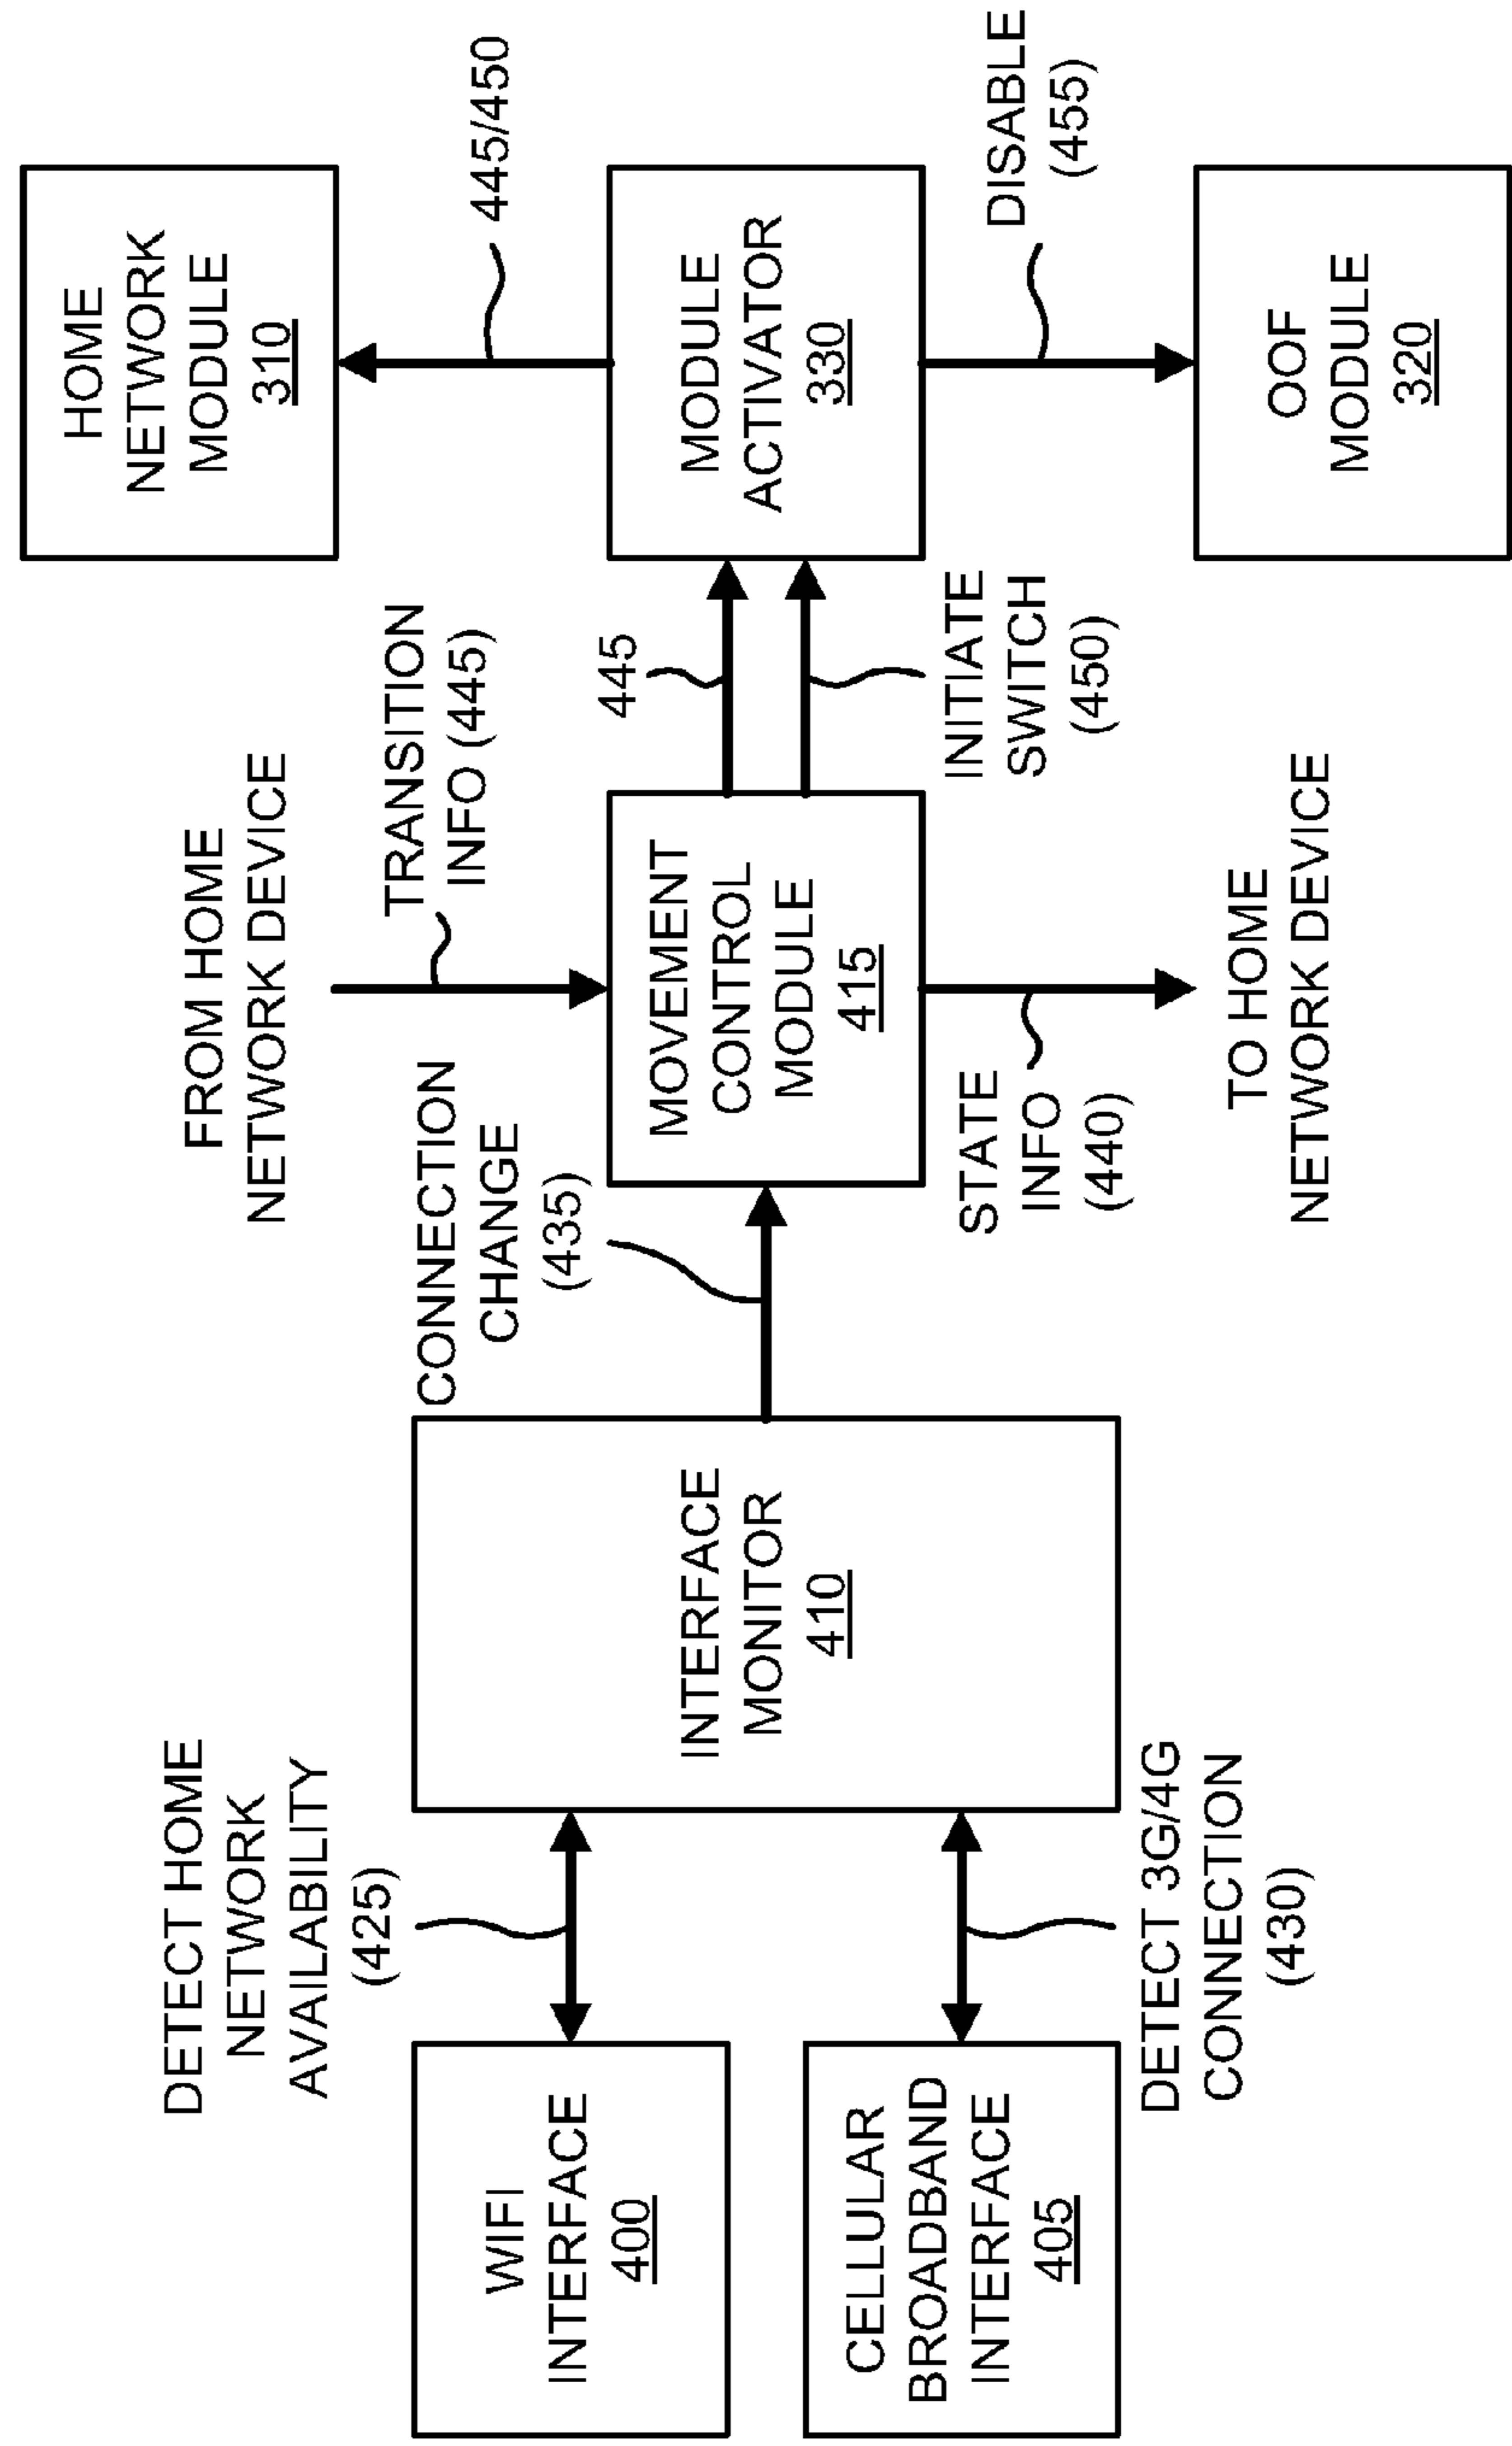 DETECT HOME
NETWORK
AVAILABILITY
(425)
WIFI
INTERFACE
400
CELLULAR
BROADBAND
INTERFACE
405
DETECT 3G/4G
CONNECTION
(430)
INTERFACE
MONITOR
410
CONNECTION
CHANGE
(435)
FROM HOME
NETWORK DEVICE
TRANSITION
INFO (445)
MOVEMENT
CONTROL
MODULE
415
STATE
INFO
(440)
TO HOME
NETWORK DEVICE
445
INITIATE
SWITCH
(450)
HOME
NETWORK
MODULE
310
445/450
MODULE
ACTIVATOR
330
DISABLE
(455)
OOF
MODULE
320